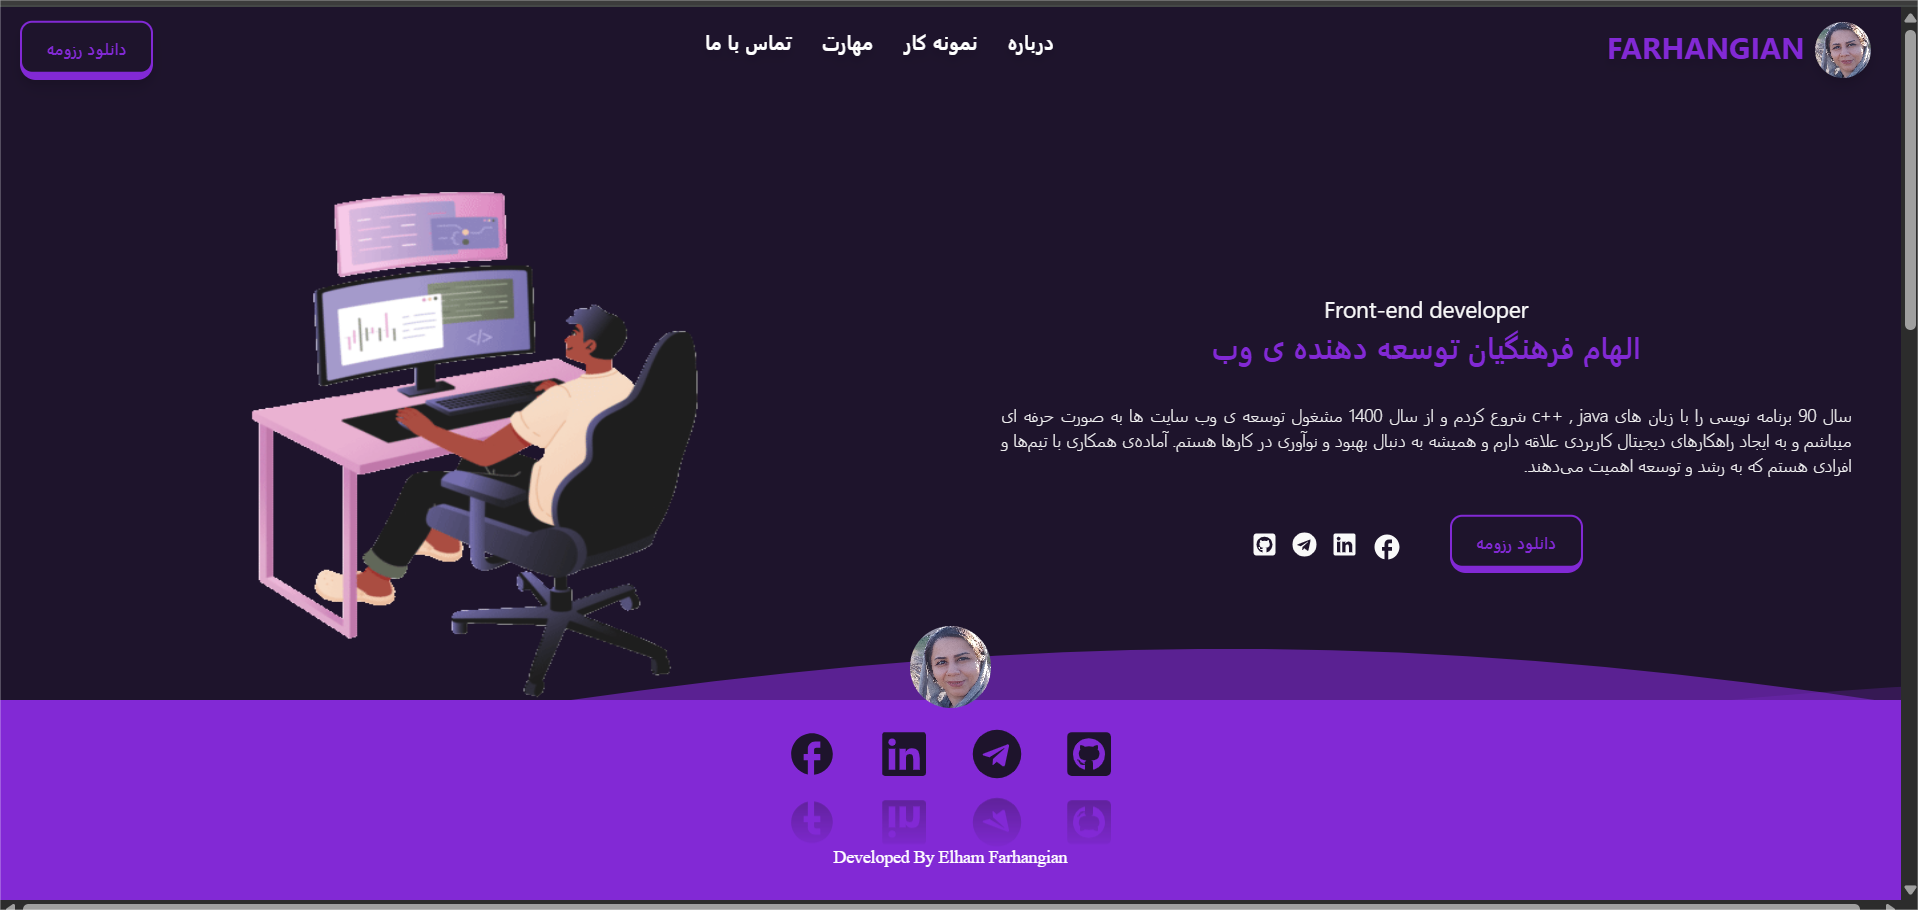 FARHANGIAN
درباره
نمونه کار
مهارت
تماس با ما
دانلود رزومه
Front-end developer
الهام فرهنگیان توسعه دهنده ی وب
سال 90 برنامه نویسی را با زبان های c++ , java شروع کردم و از سال 1400 مشغول توسعه ی وب سایت ها به صورت حرفه ای
میباشم و به ایجاد راهکارهای دیجیتال کاربردی علاقه دارم و همیشه به دنبال بهبود و نوآوری در کارها هستم. آماده‌ی همکاری با تیم‌ها و
افرادی هستم که به رشد و توسعه اهمیت می‌دهند.
دانلود رزومه
Developed By Elham Farhangian